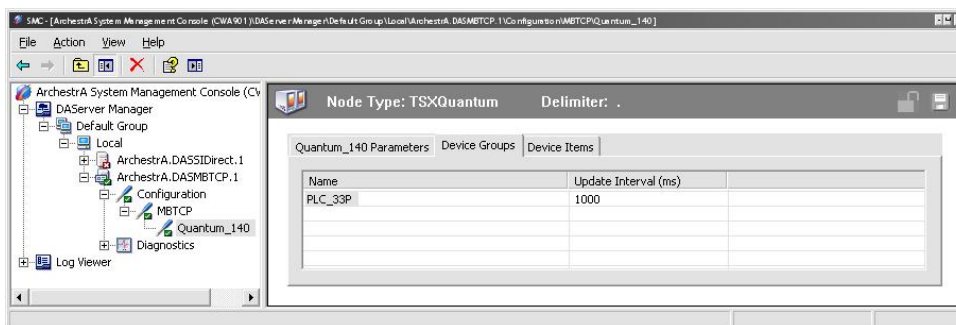 SMC - [ArchestrA System Management Console (CWA901)\DAServer Manager\Default Group\Local\ArchestrA.DASMBTCP.1\Configuration\MBTCP\Quantum_140]
File Action View Help
ArchestrA System Management Console (CV
DAServer Manager
Default Group
Local
ArchestrA.DASSIDirect.1
ArchestrA.DASMBTCP.1
Configuration
MBTCP
Quantum_140
Diagnostics
Log Viewer
Node Type: TSXQuantum Delimiter: .
Quantum_140 Parameters Device Groups Device Items
Name Update Interval (ms)
PLC_33P 1000